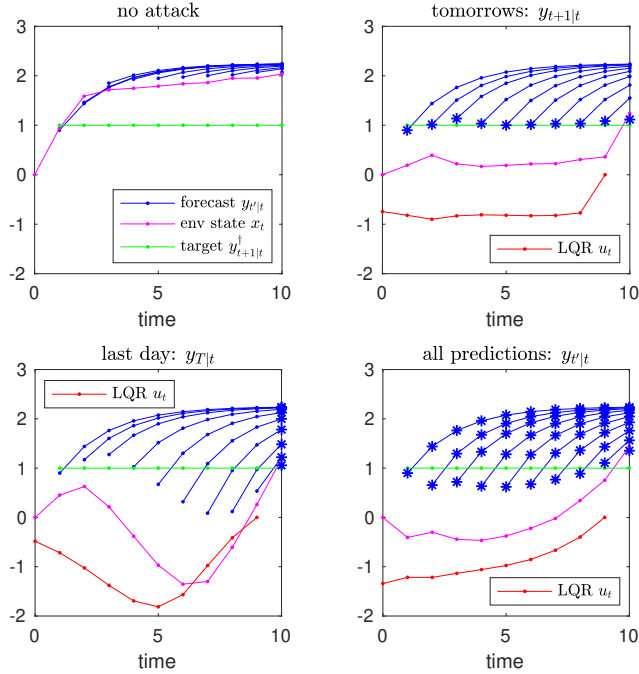 no attack
3
2
1
0
-1
-2
0 5 10
time
forecast y_{t'|t}
env state x_t
target y^†_{t+1|t}
tomorrows: y_{t+1|t}
3
2
1
0
-1
-2
0 5 10
time
LQR u_t
last day: y_{T|t}
3
2
1
0
-1
-2
0 5 10
time
LQR u_t
all predictions: y_{t'|t}
3
2
1
0
-1
-2
0 5 10
time
LQR u_t